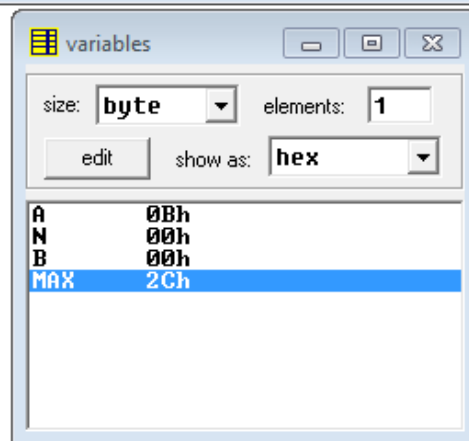 variables
size: byte elements: 1
edit show as: hex
A 0Bh
N 00h
B 00h
MAX 2Ch